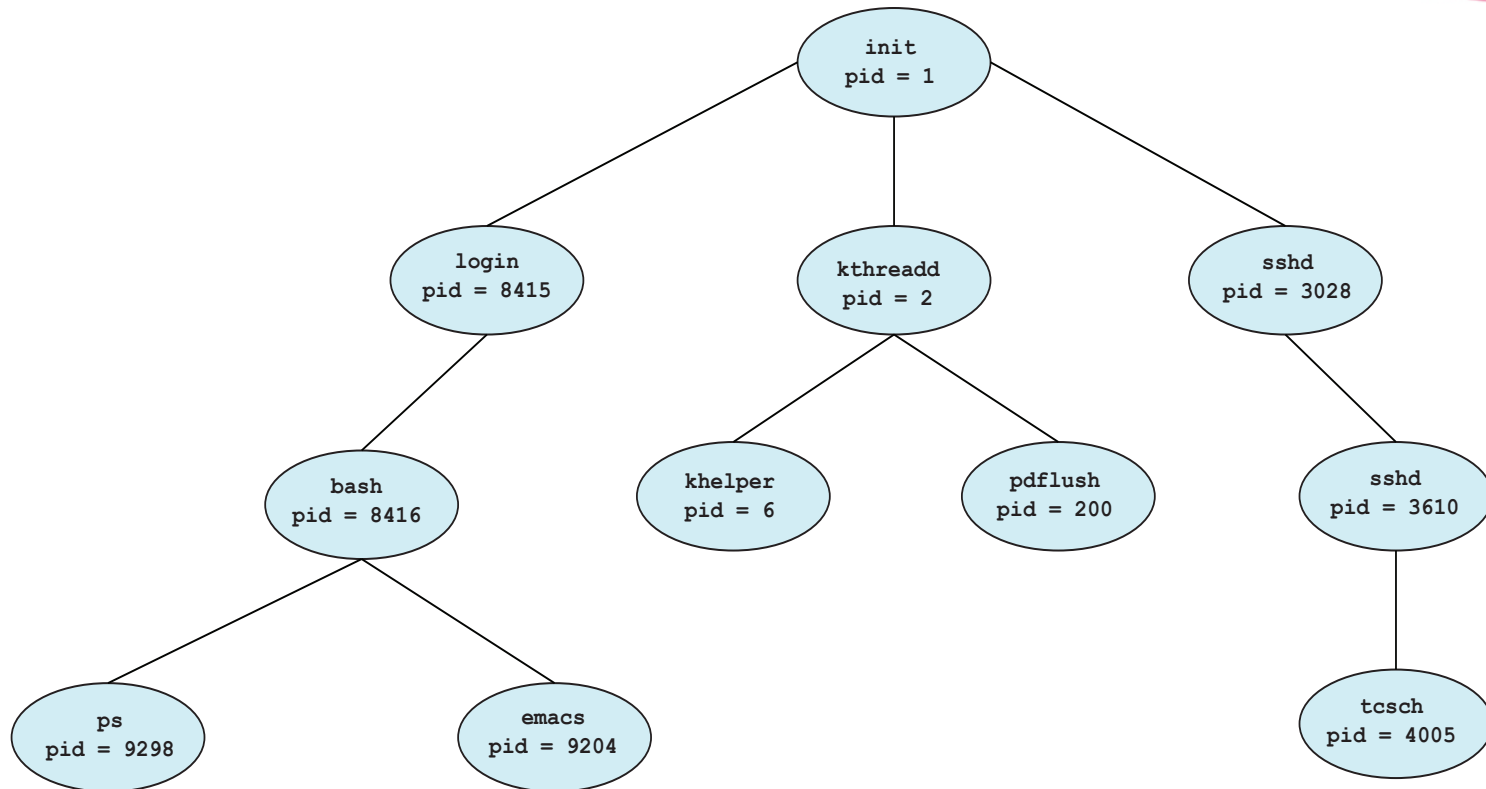 init
pid = 1
login
pid = 8415
kthreadd
pid = 2
sshd
pid = 3028
bash
pid = 8416
khelper
pid = 6
pdflush
pid = 200
sshd
pid = 3610
ps
pid = 9298
emacs
pid = 9204
tcsch
pid = 4005